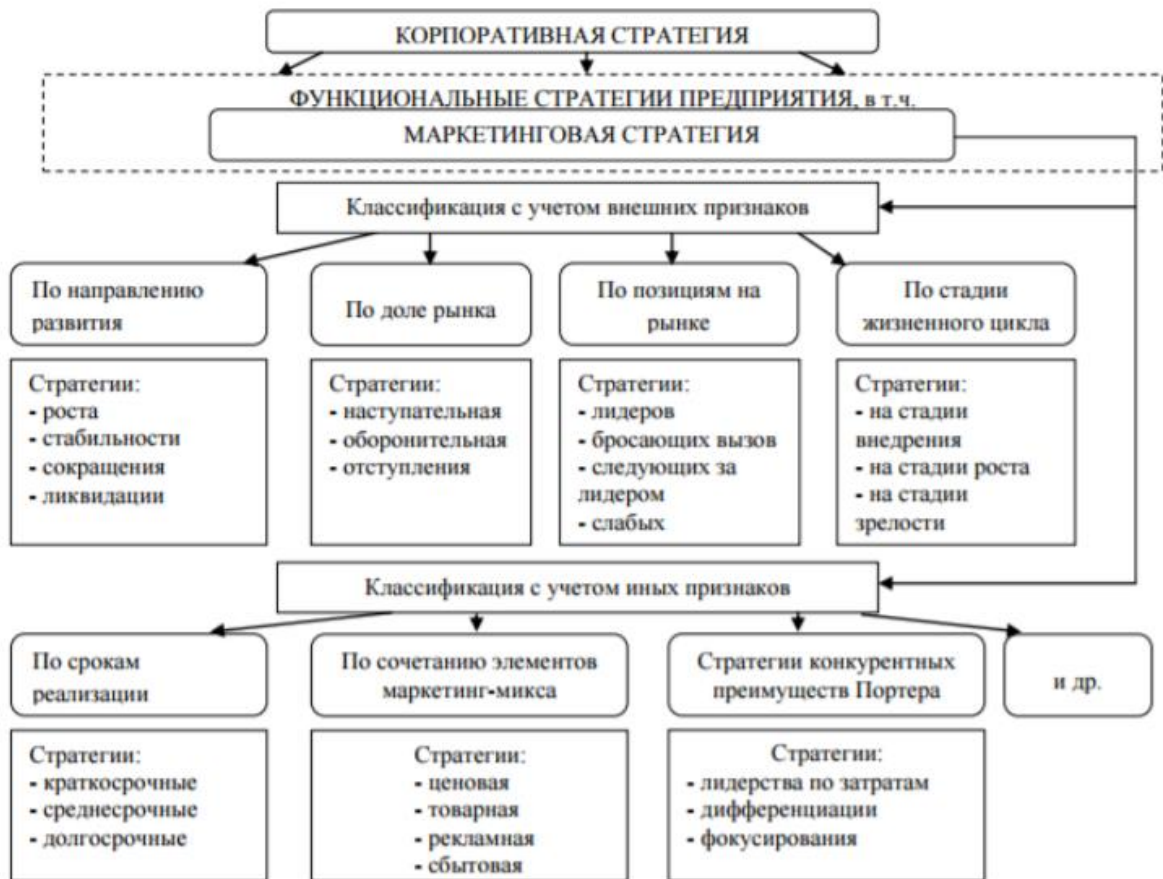 КОРПОРАТИВНАЯ СТРАТЕГИЯ
ФУНКЦИОНАЛЬНЫЕ СТРАТЕГИИ ПРЕДПРИЯТИЯ, в т.ч.
МАРКЕТИНГОВАЯ СТРАТЕГИЯ
Классификация с учетом внешних признаков
По направлению
развития
По доле рынка
По позициям на
рынке
По стадии
жизненного цикла
Стратегии:
- роста
- стабильности
- сокращения
- ликвидации
Стратегии:
- наступательная
- оборонительная
- отступления
Стратегии:
- лидеров
- бросающих вызов
- следующих за
лидером
- слабых
Стратегии:
- на стадии
внедрения
- на стадии роста
- на стадии
зрелости
Классификация с учетом иных признаков
По срокам
реализации
По сочетанию элементов
маркетинг-микса
Стратегии конкурентных
преимуществ Портера
и др.
Стратегии:
- краткосрочные
- среднесрочные
- долгосрочные
Стратегии:
- ценовая
- товарная
- рекламная
- сбытовая
Стратегии:
- лидерства по затратам
- дифференциации
- фокусирования